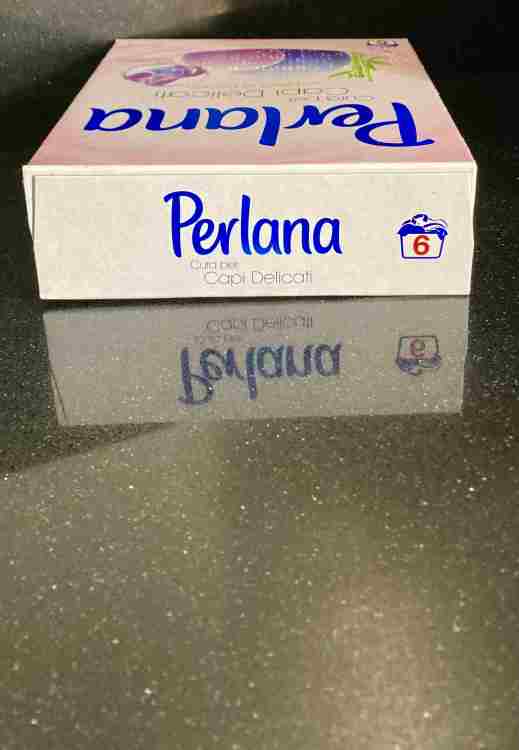 Cura per
Capi Delicati
Perlana
Perlana
6
Cura per
Capi Delicati